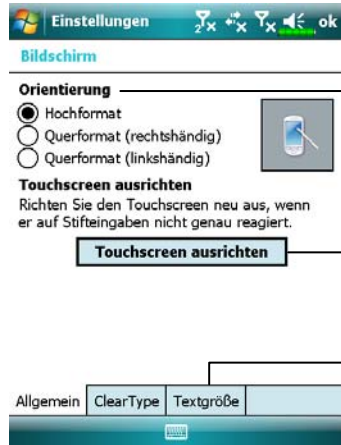 Einstellungen 2 ok
Bildschirm
Orientierung
Hochformat
Querformat (rechtshändig)
Querformat (linkshändig)
Touchscreen ausrichten
Richten Sie den Touchscreen neu aus, wenn
er auf Stifteingaben nicht genau reagiert.
Touchscreen ausrichten
Allgemein ClearType Textgröße